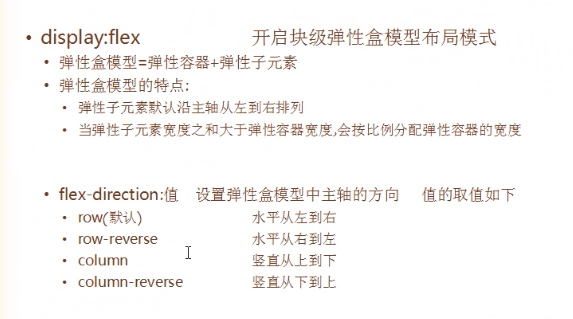 display:flex 开启块级弹性盒模型布局模式
弹性盒模型=弹性容器+弹性子元素
弹性盒模型的特点:
弹性子元素默认沿主轴从左到右排列
当弹性子元素宽度之和大于弹性容器宽度,会按比例分配弹性容器的宽度
flex-direction:值 设置弹性盒模型中主轴的方向 值的取值如下
row(默认) 水平从左到右
row-reverse 水平从右到左
column 竖直从上到下
column-reverse 竖直从下到上